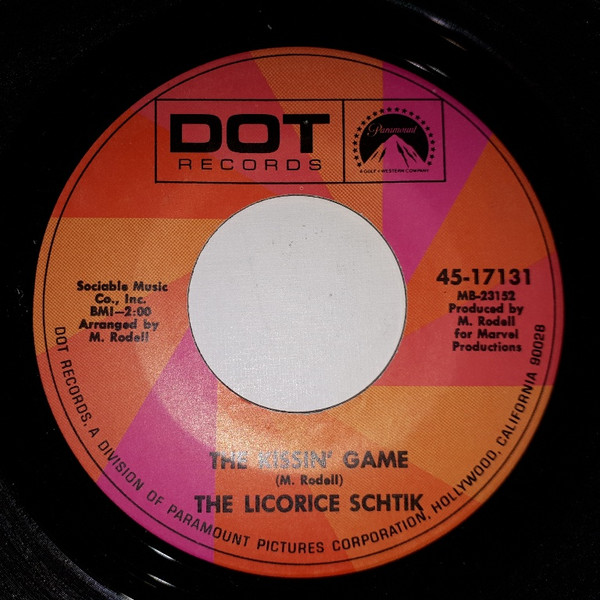 DOT
RECORDS
Paramount
A GULF + WESTERN COMPANY
Sociable Music
Co., Inc.
BMI—2:00
Arranged by
M. Rodell
45-17131
MB-23152
Produced by
M. Rodell
for Marvel
Productions
THE KISSIN' GAME
(M. Rodell)
THE LICORICE SCHTIK
DOT RECORDS, A DIVISION OF PARAMOUNT PICTURES CORPORATION, HOLLYWOOD, CALIFORNIA 90028